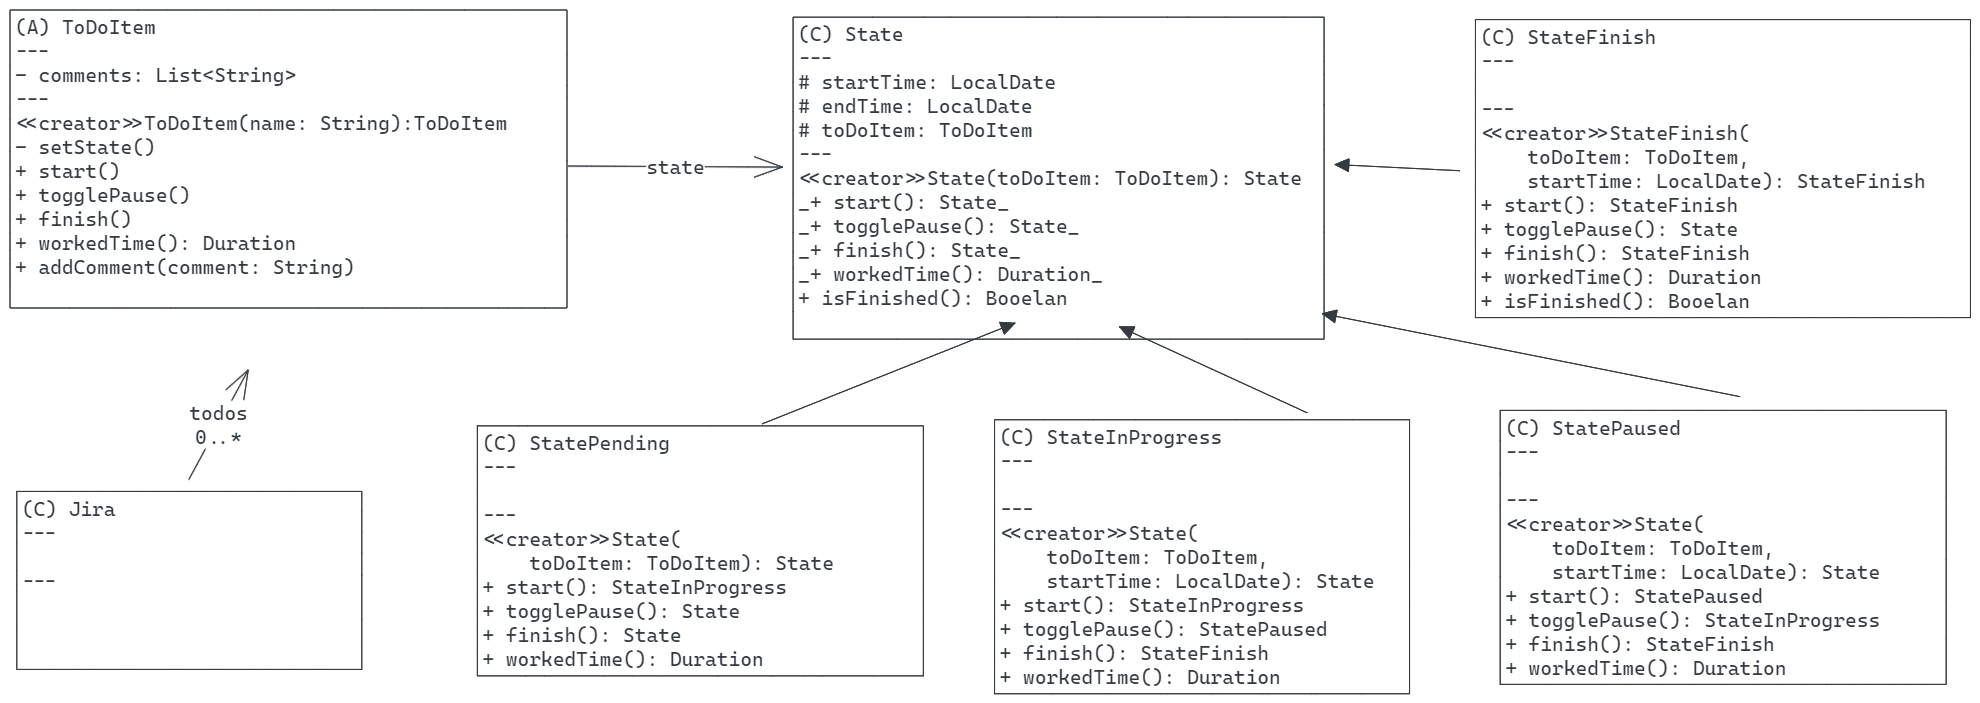 (A) ToDoItem
---
- comments: List<String>
---
<<creator>>ToDoItem(name: String):ToDoItem
- setState()
+ start()
+ togglePause()
+ finish()
+ workedTime(): Duration
+ addComment(comment: String)
state
(C) State
---
# startTime: LocalDate
# endTime: LocalDate
# toDoItem: ToDoItem
---
<<creator>>State(toDoItem: ToDoItem): State
_+ start(): State_
_+ togglePause(): State_
_+ finish(): State_
_+ workedTime(): Duration_
+ isFinished(): Booelan
(C) StateFinish
---
---
<<creator>>StateFinish(
toDoItem: ToDoItem,
startTime: LocalDate): StateFinish
+ start(): StateFinish
+ togglePause(): State
+ finish(): StateFinish
+ workedTime(): Duration
+ isFinished(): Booelan
todos
0..*
(C) Jira
---
---
(C) StatePending
---
---
<<creator>>State(
toDoItem: ToDoItem): State
+ start(): StateInProgress
+ togglePause(): State
+ finish(): State
+ workedTime(): Duration
(C) StateInProgress
---
---
<<creator>>State(
toDoItem: ToDoItem,
startTime: LocalDate): State
+ start(): StateInProgress
+ togglePause(): StatePaused
+ finish(): StateFinish
+ workedTime(): Duration
(C) StatePaused
---
---
<<creator>>State(
toDoItem: ToDoItem,
startTime: LocalDate): State
+ start(): StatePaused
+ togglePause(): StateInProgress
+ finish(): StateFinish
+ workedTime(): Duration